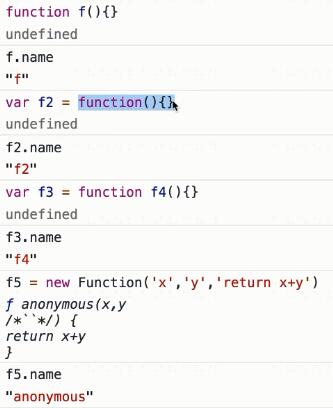 function f(){}
undefined
f.name
"f"
var f2 = function(){}
undefined
f2.name
"f2"
var f3 = function f4(){}
undefined
f3.name
"f4"
f5 = new Function('x','y','return x+y')
ƒ anonymous(x,y
/*``*/) {
return x+y
}
f5.name
"anonymous"